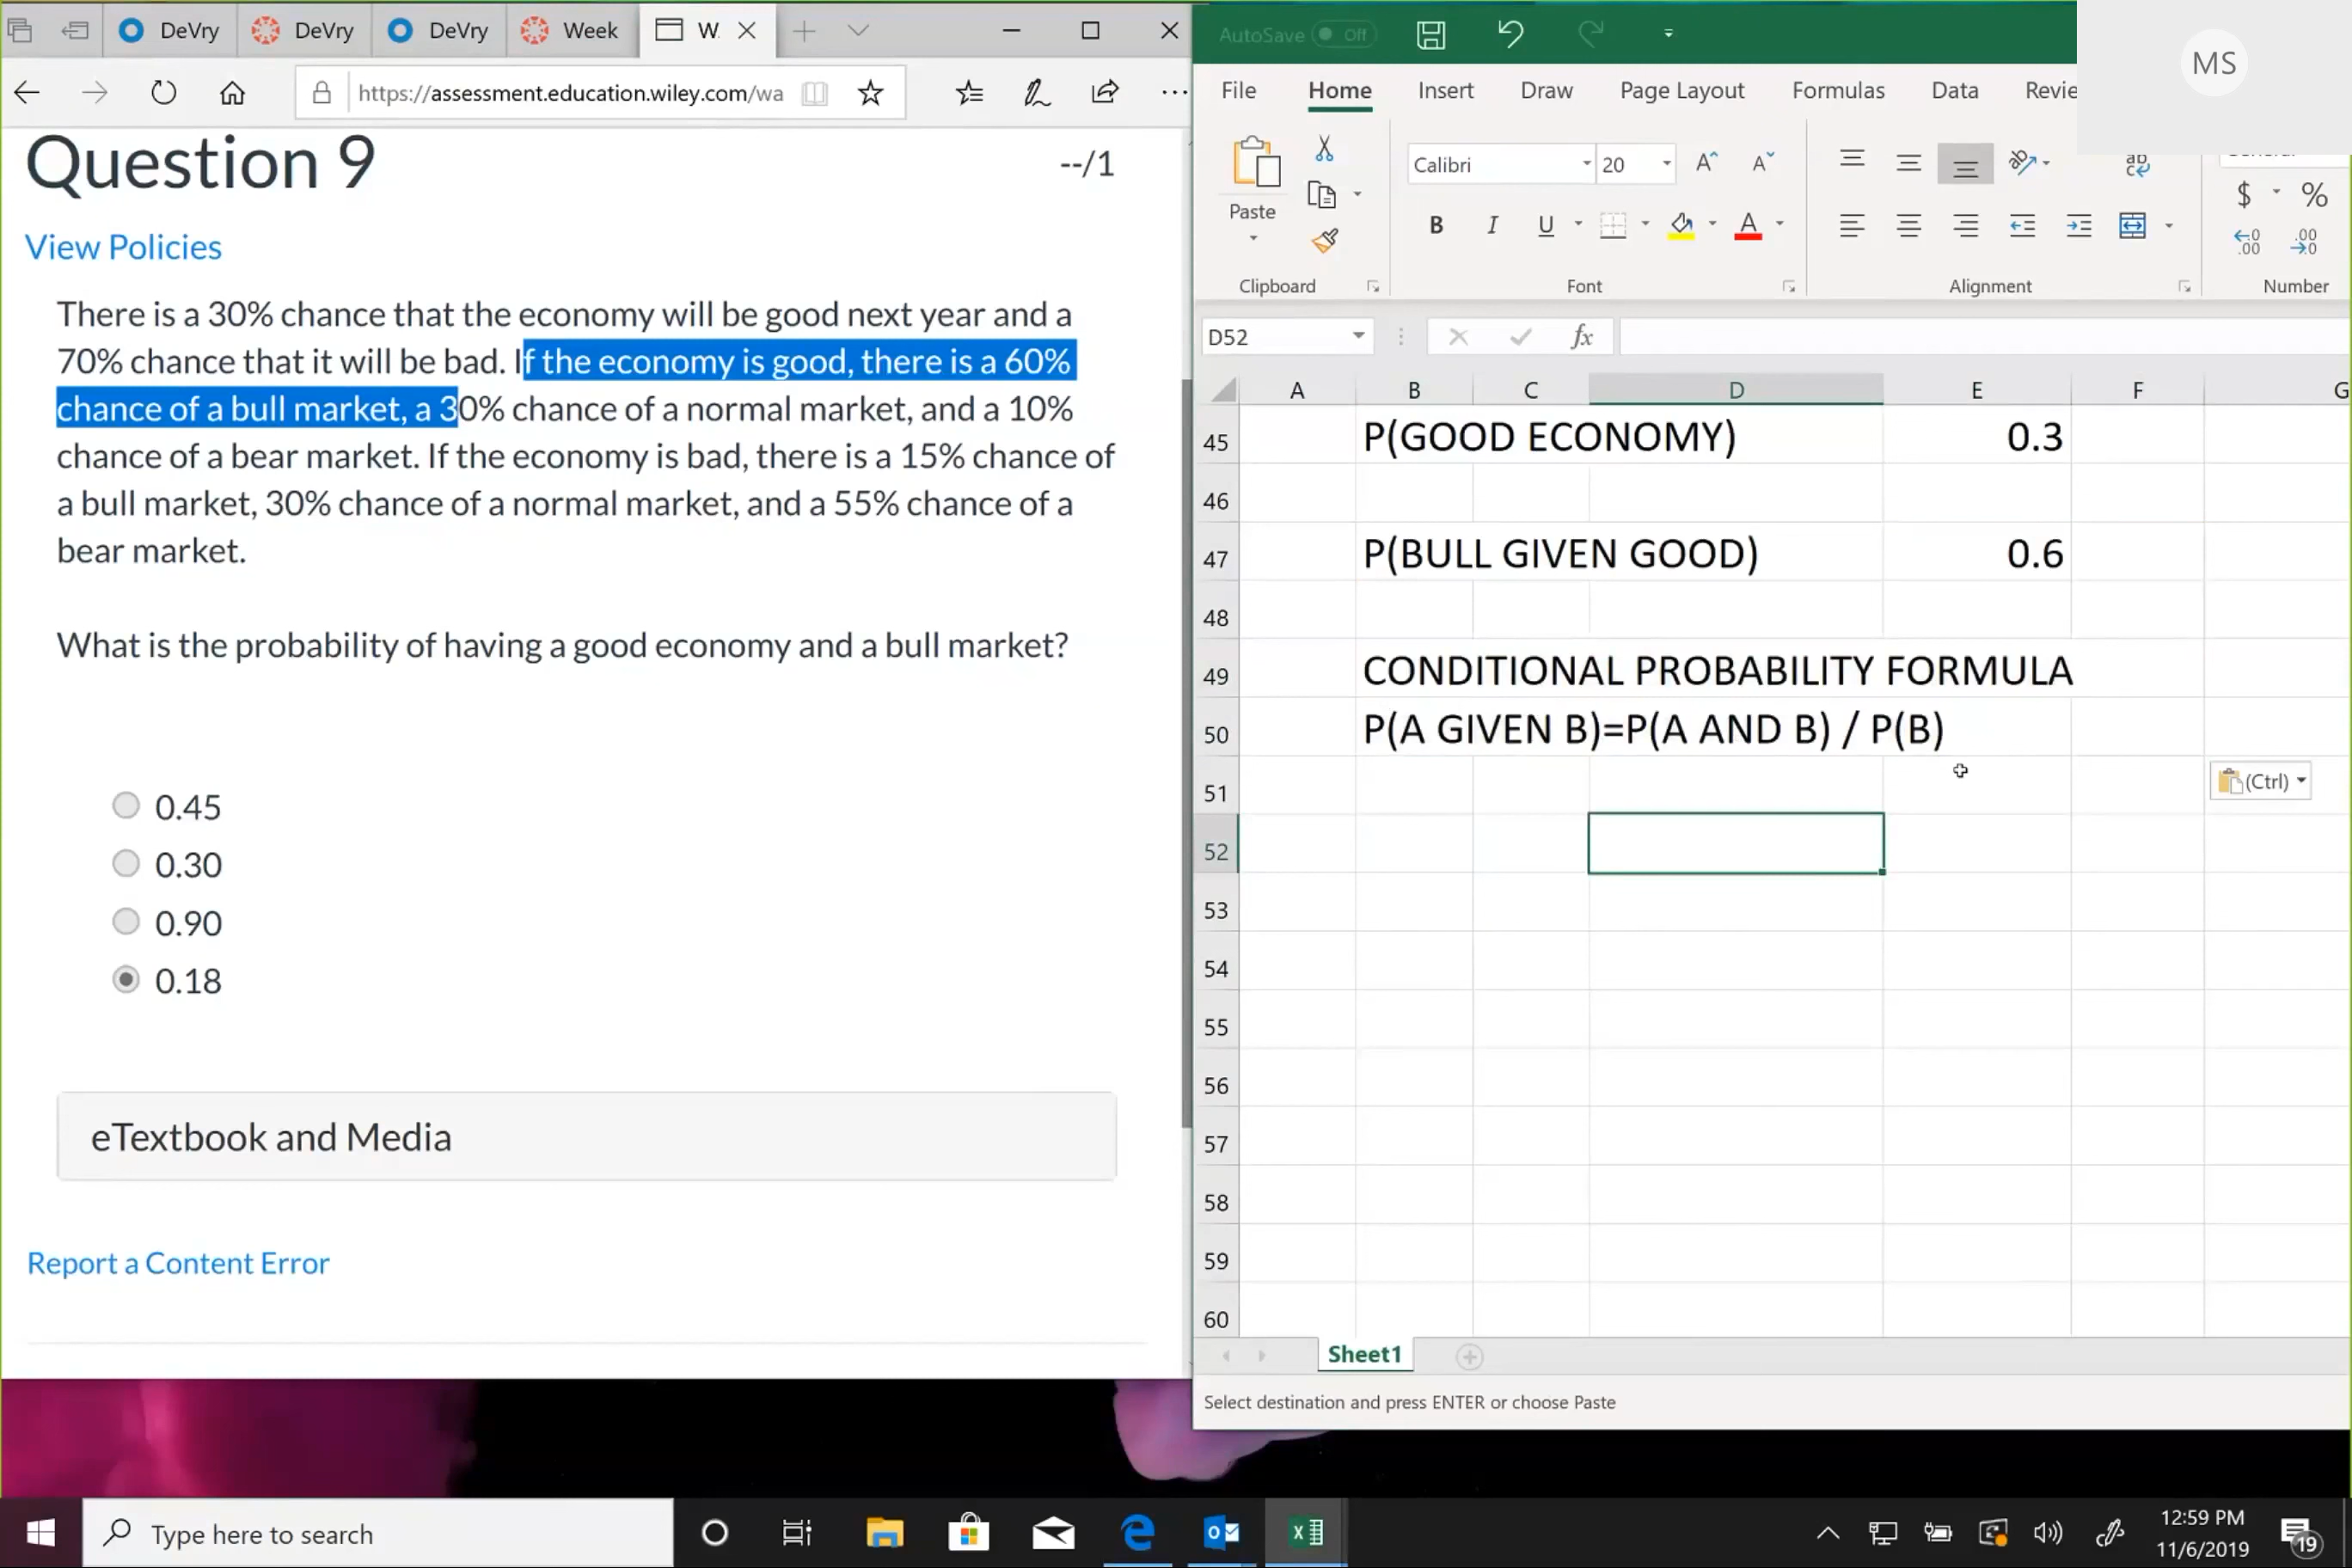 DeVry
DeVry
DeVry
Week
W.
https://assessment.education.wiley.com/wa
Question 9
--/1
View Policies
There is a 30% chance that the economy will be good next year and a
70% chance that it will be bad. If the economy is good, there is a 60%
chance of a bull market, a 30% chance of a normal market, and a 10%
chance of a bear market. If the economy is bad, there is a 15% chance of
a bull market, 30% chance of a normal market, and a 55% chance of a
bear market.
What is the probability of having a good economy and a bull market?
0.45
0.30
0.90
0.18
eTextbook and Media
Report a Content Error
AutoSave Off
MS
File Home Insert Draw Page Layout Formulas Data Revie
Paste
Calibri 20
B I U
$ %
Clipboard Font Alignment Number
D52
fx
A B C D E F G
45 P(GOOD ECONOMY) 0.3
46
47 P(BULL GIVEN GOOD) 0.6
48
49 CONDITIONAL PROBABILITY FORMULA
50 P(A GIVEN B)=P(A AND B) / P(B)
51 (Ctrl)
52
53
54
55
56
57
58
59
60
Sheet1
Select destination and press ENTER or choose Paste
Type here to search
12:59 PM
11/6/2019
19